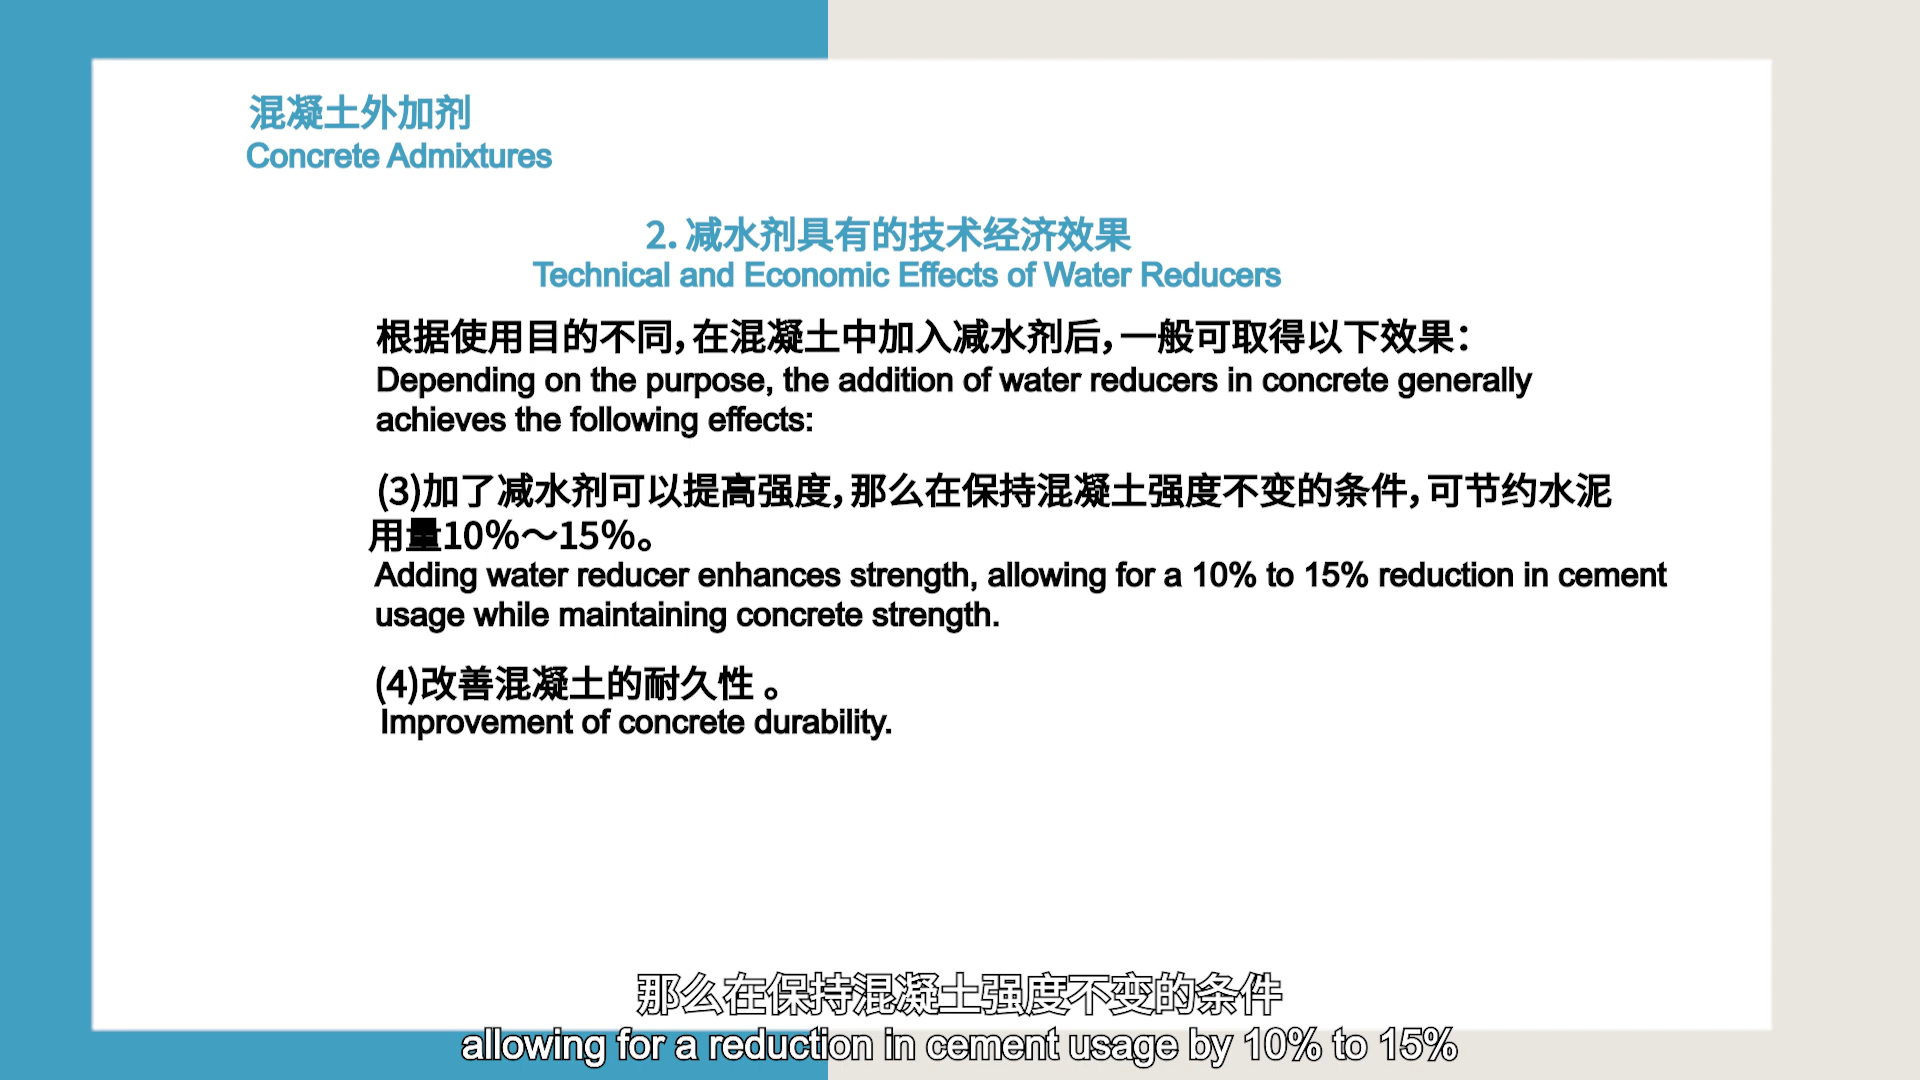 混凝土外加剂
Concrete Admixtures
2. 减水剂具有的技术经济效果
Technical and Economic Effects of Water Reducers
根据使用目的不同，在混凝土中加入减水剂后，一般可取得以下效果：
Depending on the purpose, the addition of water reducers in concrete generally
achieves the following effects:
(3)加了减水剂可以提高强度，那么在保持混凝土强度不变的条件，可节约水泥
用量10%～15%。
Adding water reducer enhances strength, allowing for a 10% to 15% reduction in cement
usage while maintaining concrete strength.
(4)改善混凝土的耐久性 。
Improvement of concrete durability.
那么在保持混凝土强度不变的条件
allowing for a reduction in cement usage by 10% to 15%